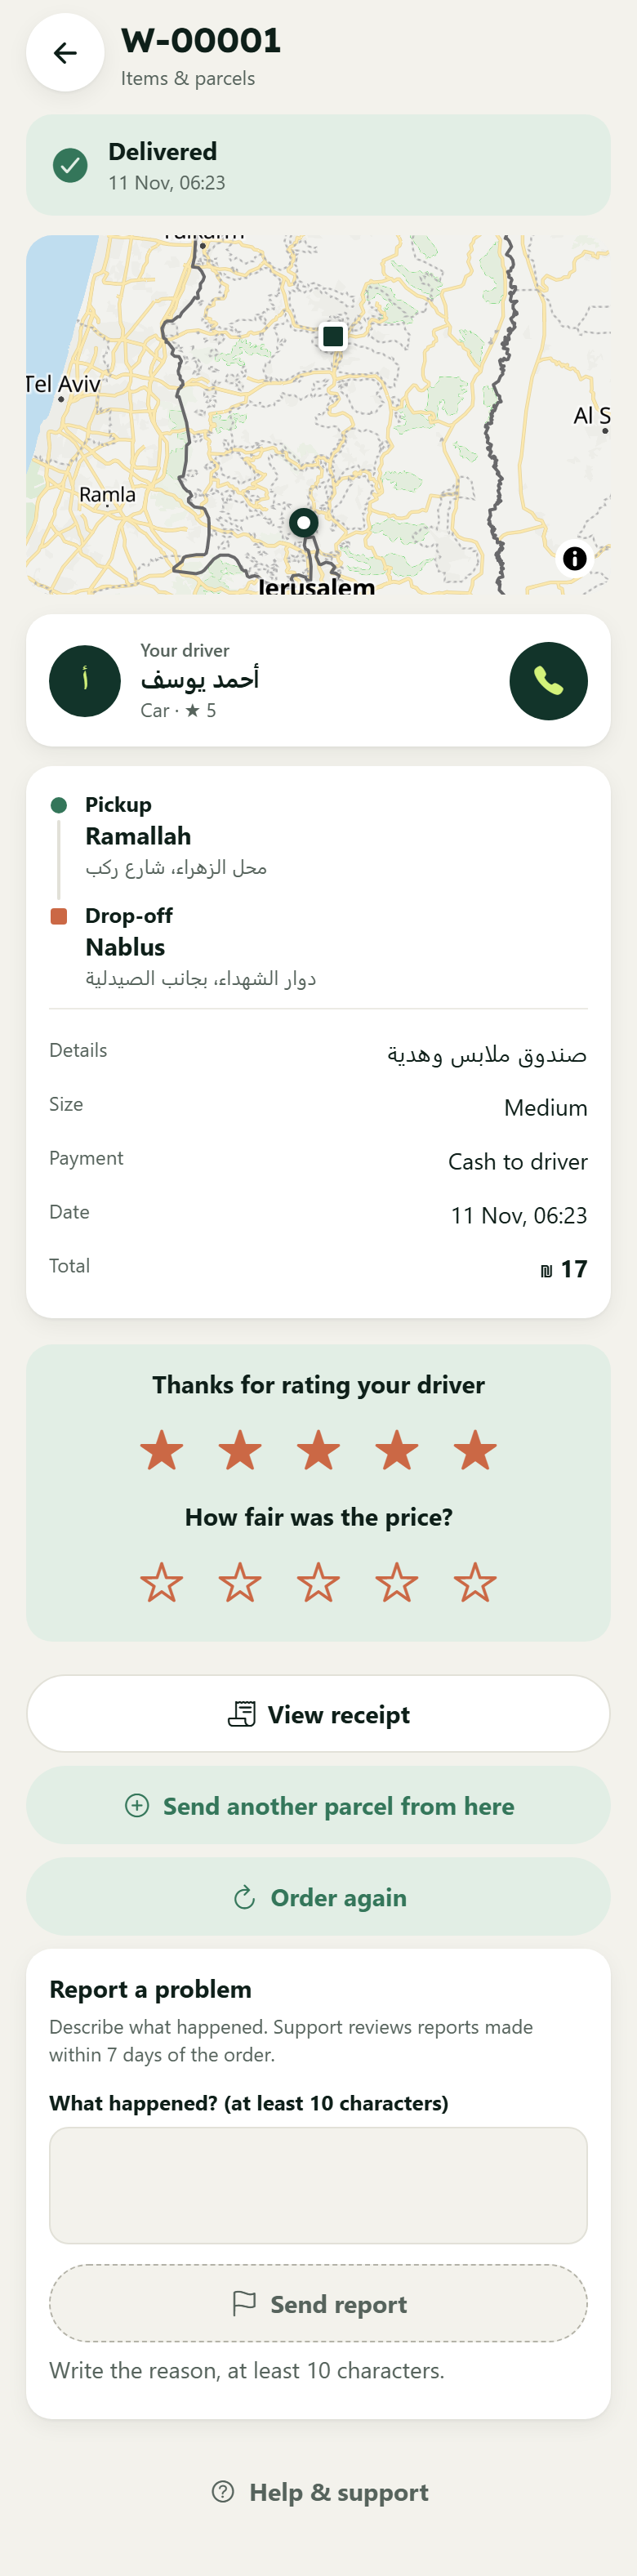 W-00001
Items & parcels
Delivered
11 Nov, 06:23
Tel Aviv
Al S
Ramla
Jerusalem
Your driver
أ
أحمد يوسف
Car · ★ 5
Pickup
Ramallah
محل الزهراء، شارع ركب
Drop-off
Nablus
دوار الشهداء، بجانب الصيدلية
Details صندوق ملابس وهدية
Size Medium
Payment Cash to driver
Date 11 Nov, 06:23
Total ₪ 17
Thanks for rating your driver
How fair was the price?
View receipt
Send another parcel from here
Order again
Report a problem
Describe what happened. Support reviews reports made
within 7 days of the order.
What happened? (at least 10 characters)
Send report
Write the reason, at least 10 characters.
Help & support